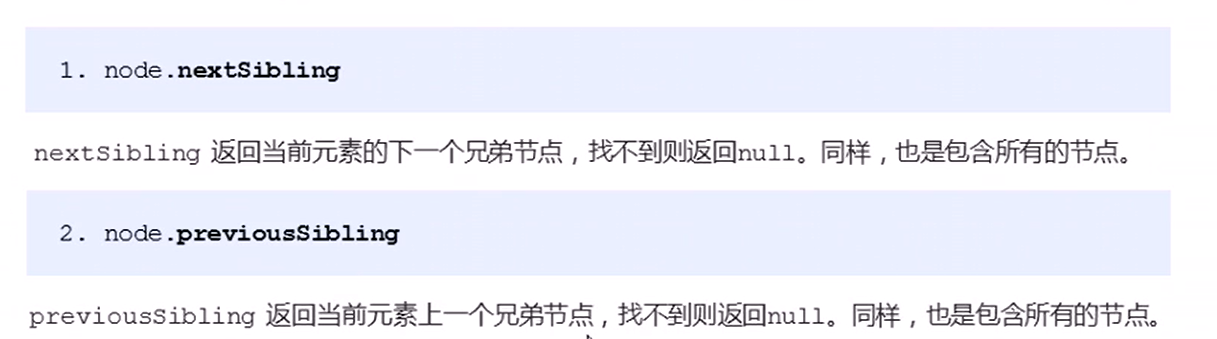 1. node.nextSibling
nextSibling 返回当前元素的下一个兄弟节点，找不到则返回null。同样，也是包含所有的节点。
2. node.previousSibling
previousSibling 返回当前元素上一个兄弟节点，找不到则返回null。同样，也是包含所有的节点。